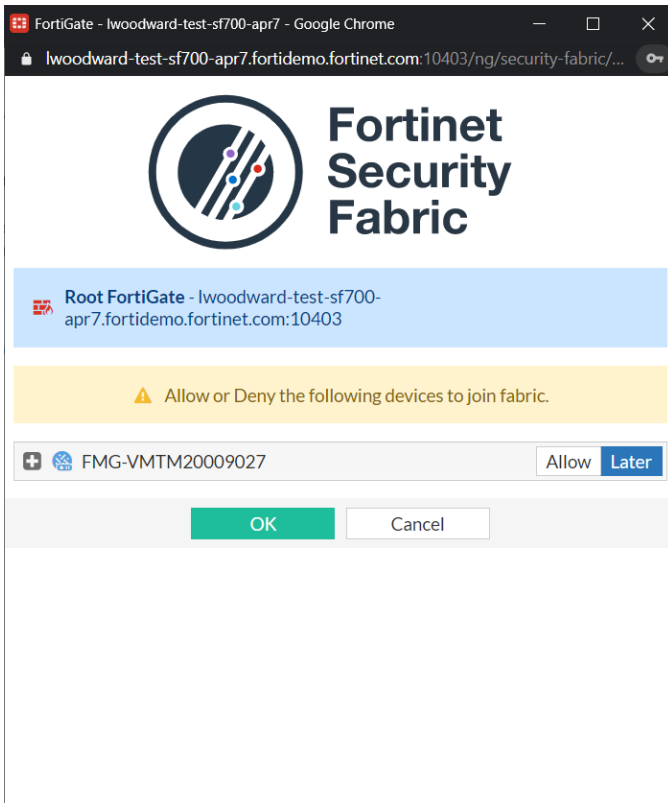 FortiGate - lwoodward-test-sf700-apr7 - Google Chrome
lwoodward-test-sf700-apr7.fortidemo.fortinet.com:10403/ng/security-fabric/...
Fortinet
Security
Fabric
Root FortiGate - lwoodward-test-sf700-
apr7.fortidemo.fortinet.com:10403
Allow or Deny the following devices to join fabric.
FMG-VMTM20009027 Allow Later
OK Cancel